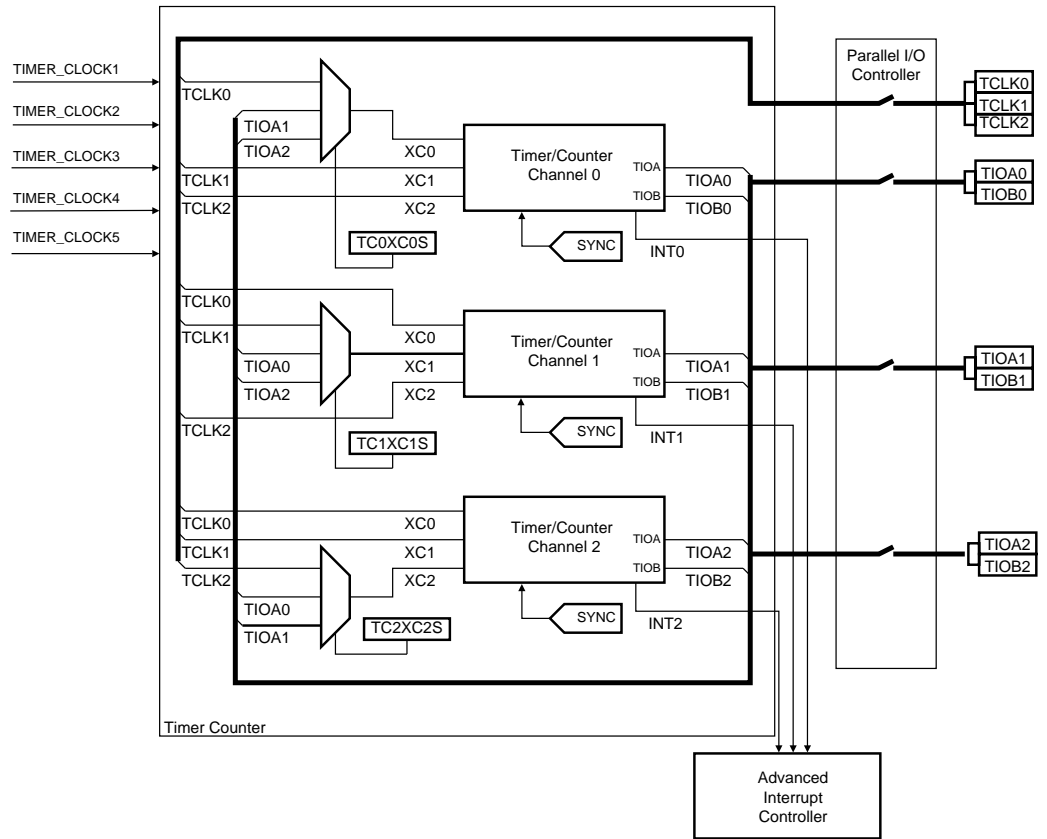 TIMER_CLOCK1
TIMER_CLOCK2
TIMER_CLOCK3
TIMER_CLOCK4
TIMER_CLOCK5
TCLK0
TIOA1
TIOA2
TCLK1
TCLK2
XC0
XC1
XC2
TC0XC0S
Timer/Counter
Channel 0
TIOA
TIOB
TIOA0
TIOB0
SYNC
INT0
TCLK0
TCLK1
TIOA0
TIOA2
TCLK2
XC0
XC1
XC2
TC1XC1S
Timer/Counter
Channel 1
TIOA
TIOB
TIOA1
TIOB1
SYNC
INT1
TCLK0
TCLK1
TCLK2
TIOA0
TIOA1
XC0
XC1
XC2
TC2XC2S
Timer/Counter
Channel 2
TIOA
TIOB
TIOA2
TIOB2
SYNC
INT2
Timer Counter
Parallel I/O
Controller
TCLK0
TCLK1
TCLK2
TIOA0
TIOB0
TIOA1
TIOB1
TIOA2
TIOB2
Advanced
Interrupt
Controller